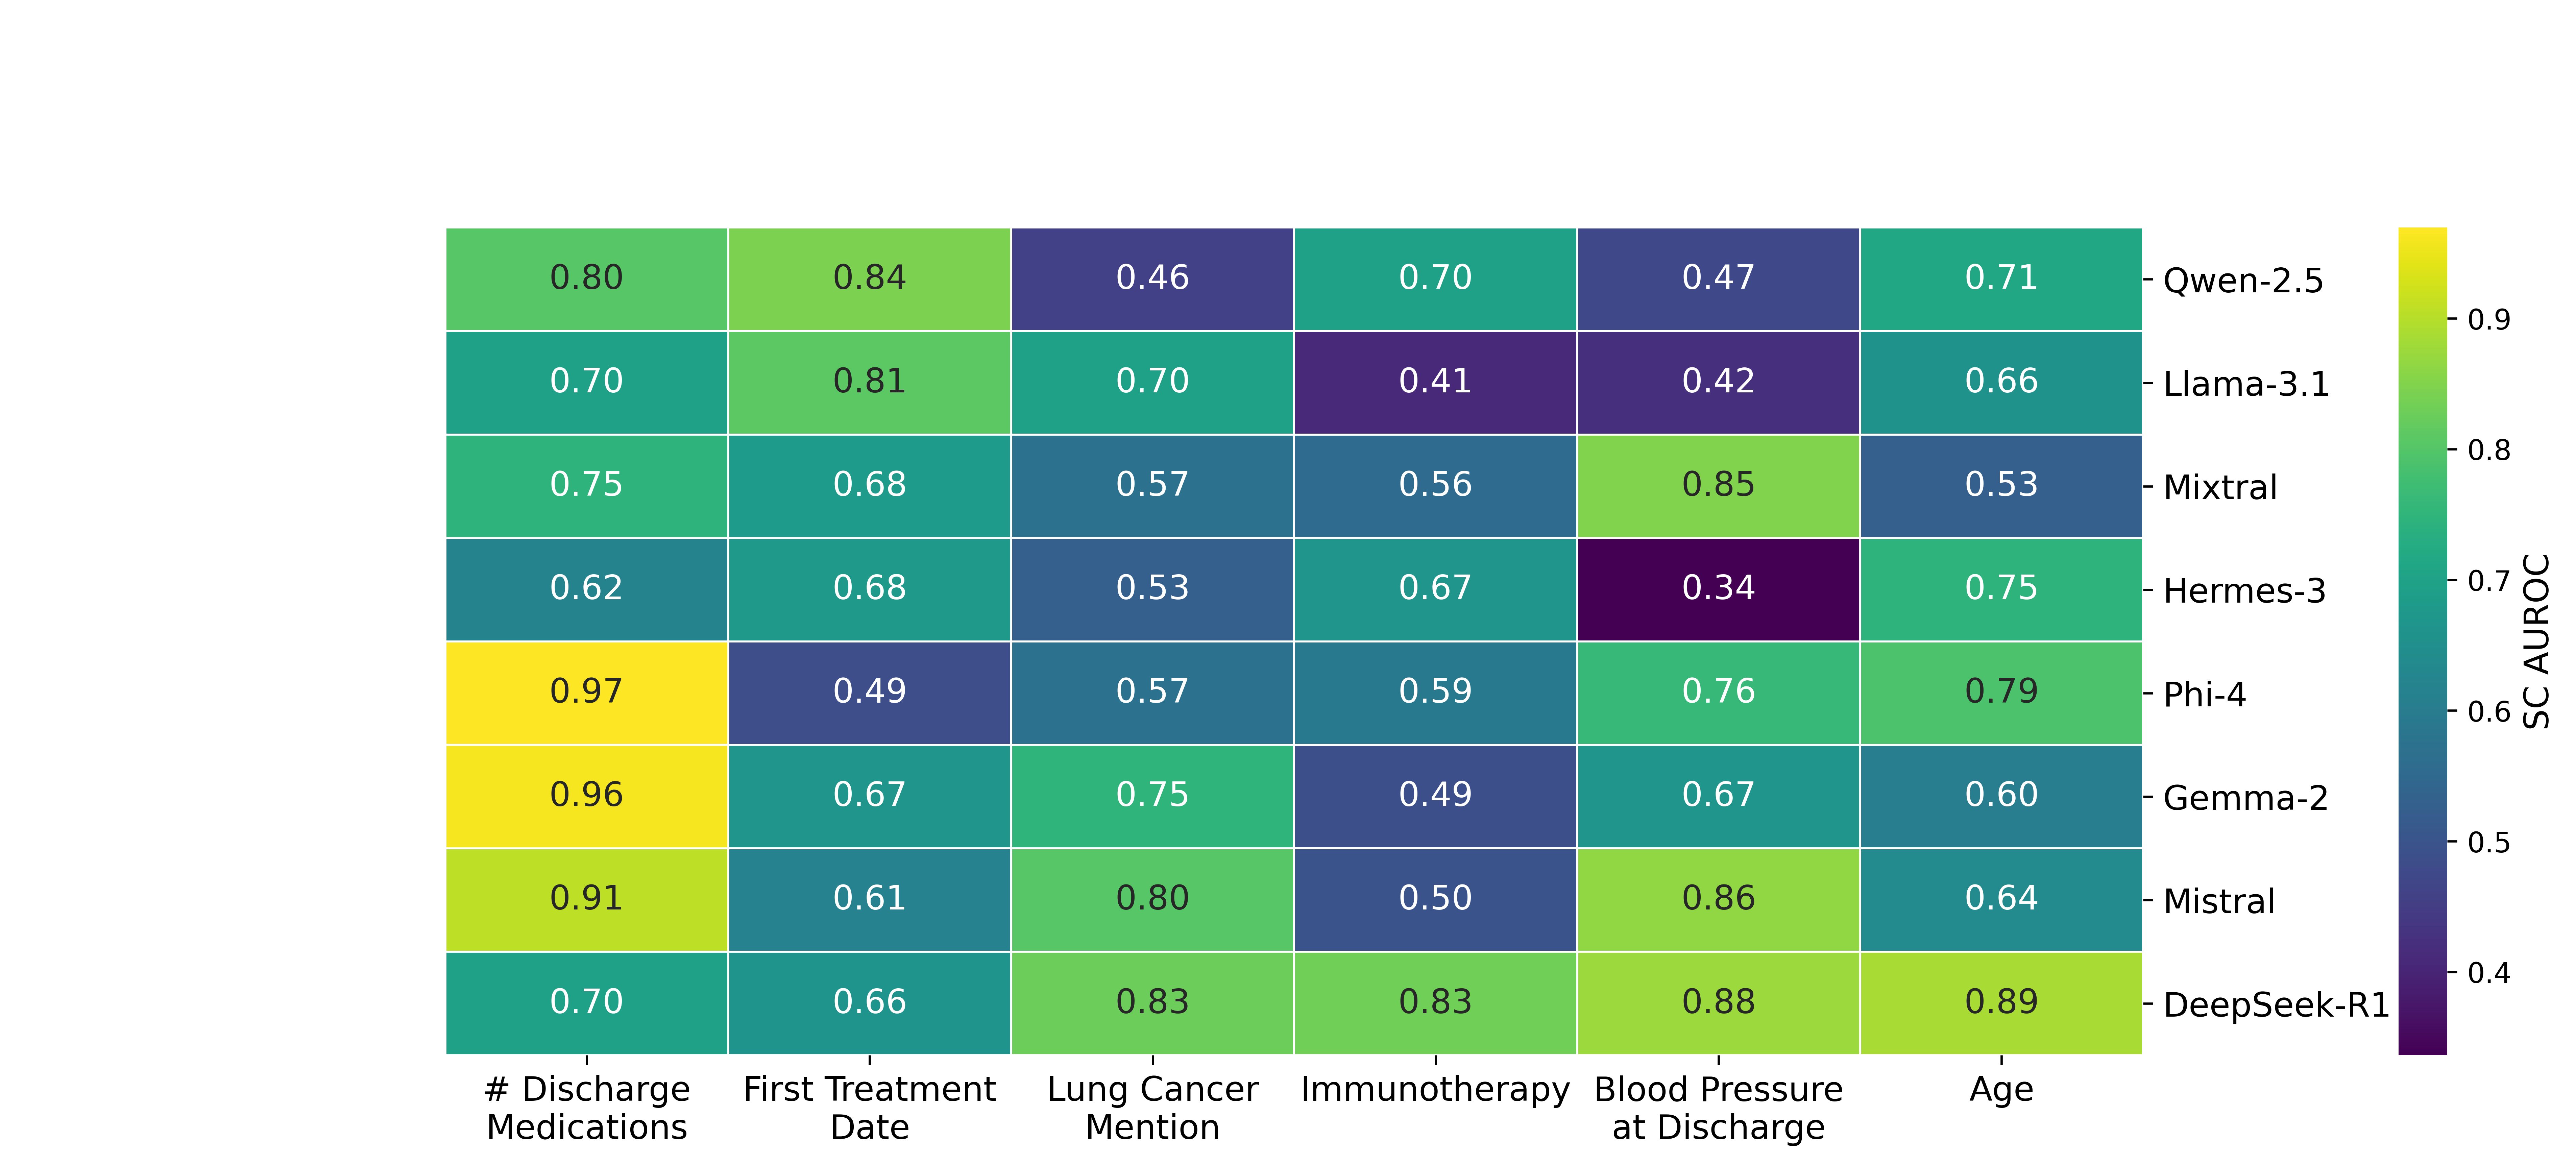 0.80 0.84 0.46 0.70 0.47 0.71 Qwen-2.5
0.70 0.81 0.70 0.41 0.42 0.66 Llama-3.1
0.75 0.68 0.57 0.56 0.85 0.53 Mixtral
0.62 0.68 0.53 0.67 0.34 0.75 Hermes-3
0.97 0.49 0.57 0.59 0.76 0.79 Phi-4
0.96 0.67 0.75 0.49 0.67 0.60 Gemma-2
0.91 0.61 0.80 0.50 0.86 0.64 Mistral
0.70 0.66 0.83 0.83 0.88 0.89 DeepSeek-R1
# Discharge
Medications
First Treatment
Date
Lung Cancer
Mention
Immunotherapy
Blood Pressure
at Discharge
Age
0.9
0.8
0.7
0.6
0.5
0.4
SC AUROC